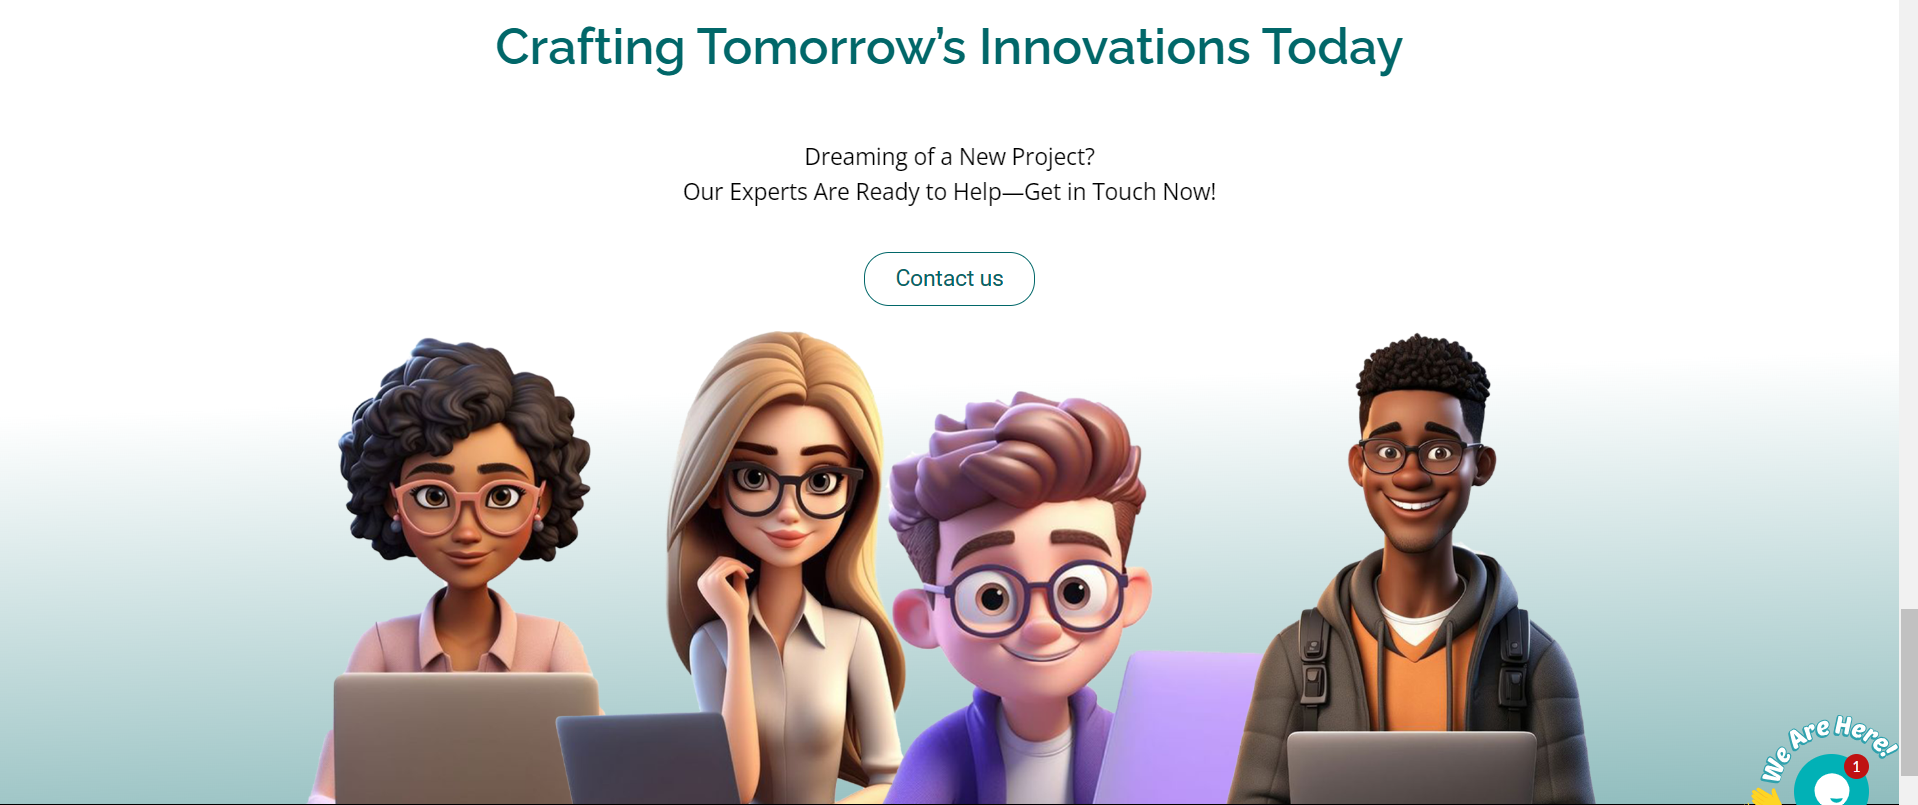 Crafting Tomorrow’s Innovations Today
Dreaming of a New Project?
Our Experts Are Ready to Help—Get in Touch Now!
Contact us
We Are Here!
1